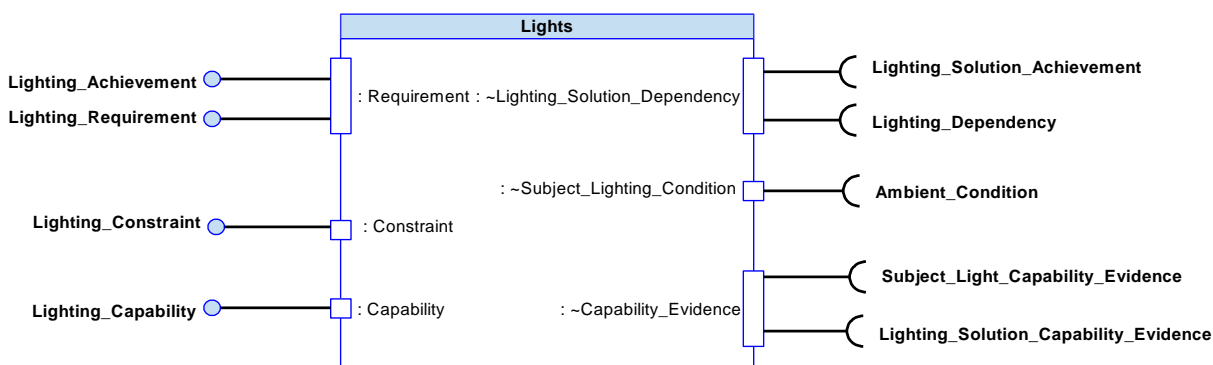 Lights
Lighting_Achievement
Lighting_Requirement
: Requirement
: ~Lighting_Solution_Dependency
Lighting_Solution_Achievement
Lighting_Dependency
: ~Subject_Lighting_Condition
Ambient_Condition
Lighting_Constraint
: Constraint
Lighting_Capability
: Capability
: ~Capability_Evidence
Subject_Light_Capability_Evidence
Lighting_Solution_Capability_Evidence